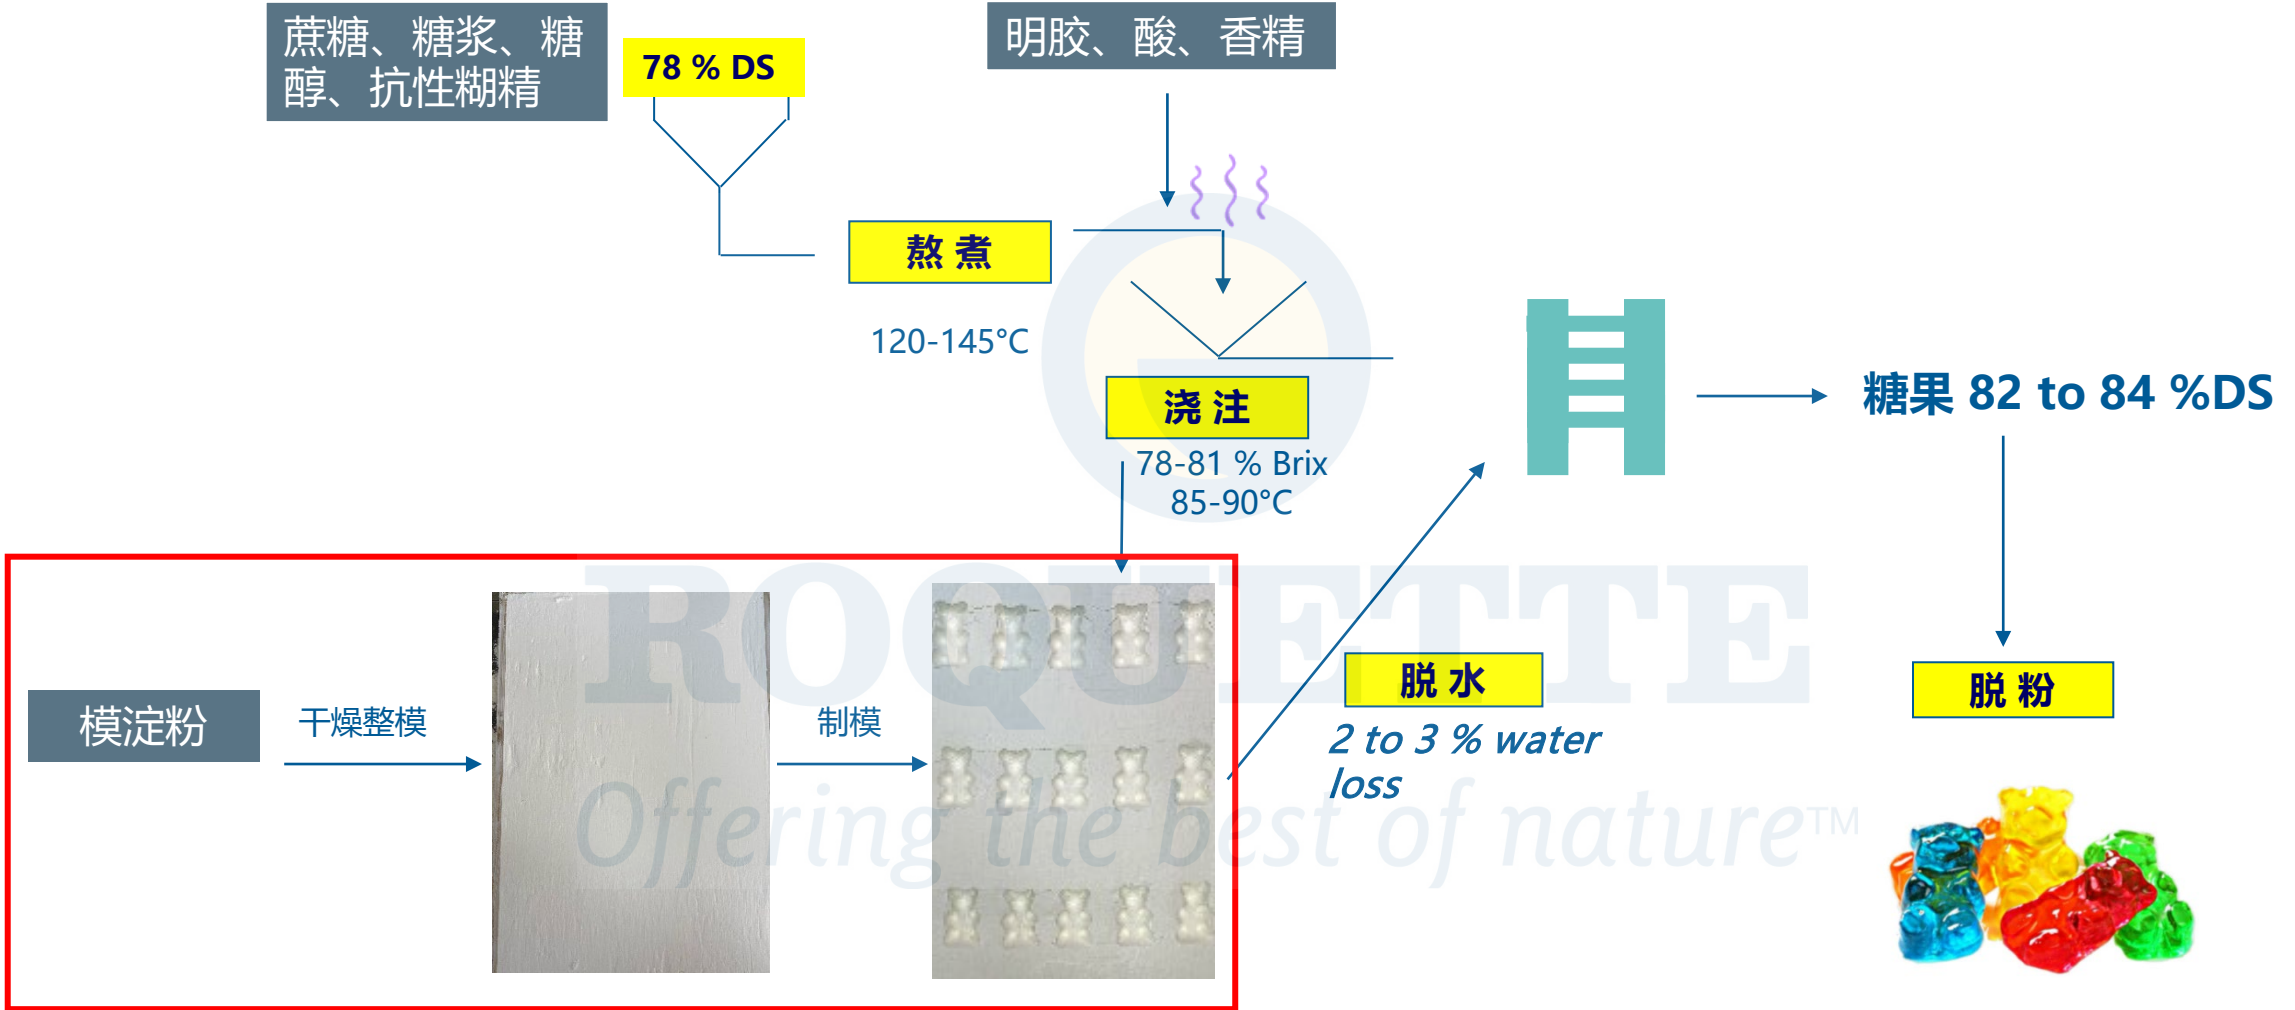 蔗糖、糖浆、糖
醇、抗性糊精
78 % DS
明胶、酸、香精
熬 煮
120-145°C
浇 注
78-81 % Brix
85-90°C
糖果 82 to 84 %DS
模淀粉
干燥整模
制模
脱 水
2 to 3 % water
loss
脱 粉
ROQUETTE
Offering the best of nature™